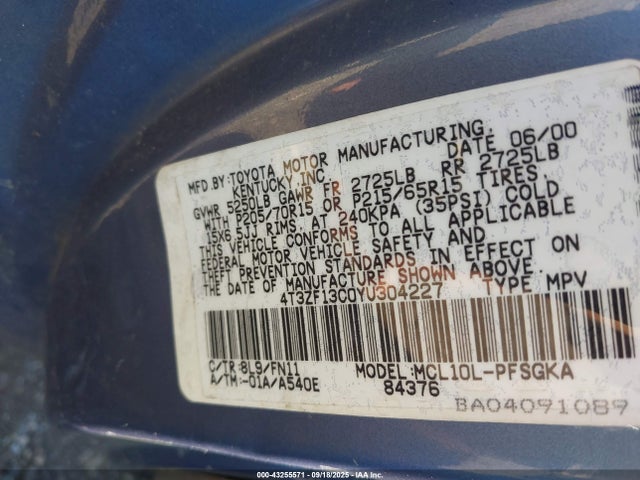 MFD.BY:TOYOTA MOTOR MANUFACTURING,
KENTUCKY,INC. DATE 06/00
GVWR 5250LB GAWR FR 2725LB RR 2725LB
WITH P205/70R15 OR P215/65R15 TIRES,
15X6.5JJ RIMS, AT 240KPA (35PSI) COLD
THIS VEHICLE CONFORMS TO ALL APPLICABLE
FEDERAL MOTOR VEHICLE SAFETY AND
THEFT PREVENTION STANDARDS IN EFFECT ON
THE DATE OF MANUFACTURE SHOWN ABOVE.
4T3ZF13C0YU304227 TYPE MPV
C/TR:8L9/FN11 MODEL:MCL10L-PFSGKA
A/TM:-01A/A540E 84376
BA04091089
000-43255571 (09/18/2025 - IAA Inc.